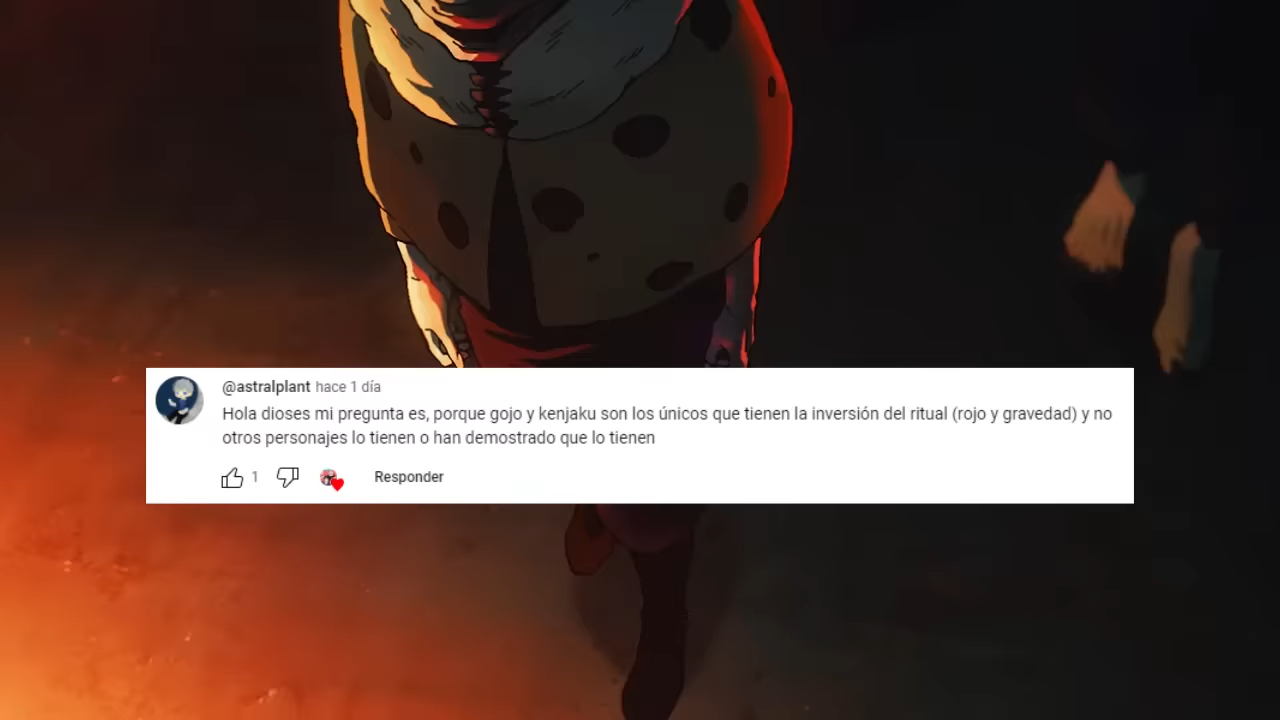 @astralplant hace 1 día
Hola dioses mi pregunta es, porque gojo y kenjaku son los únicos que tienen la inversión del ritual (rojo y gravedad) y no
otros personajes lo tienen o han demostrado que lo tienen
1 Responder